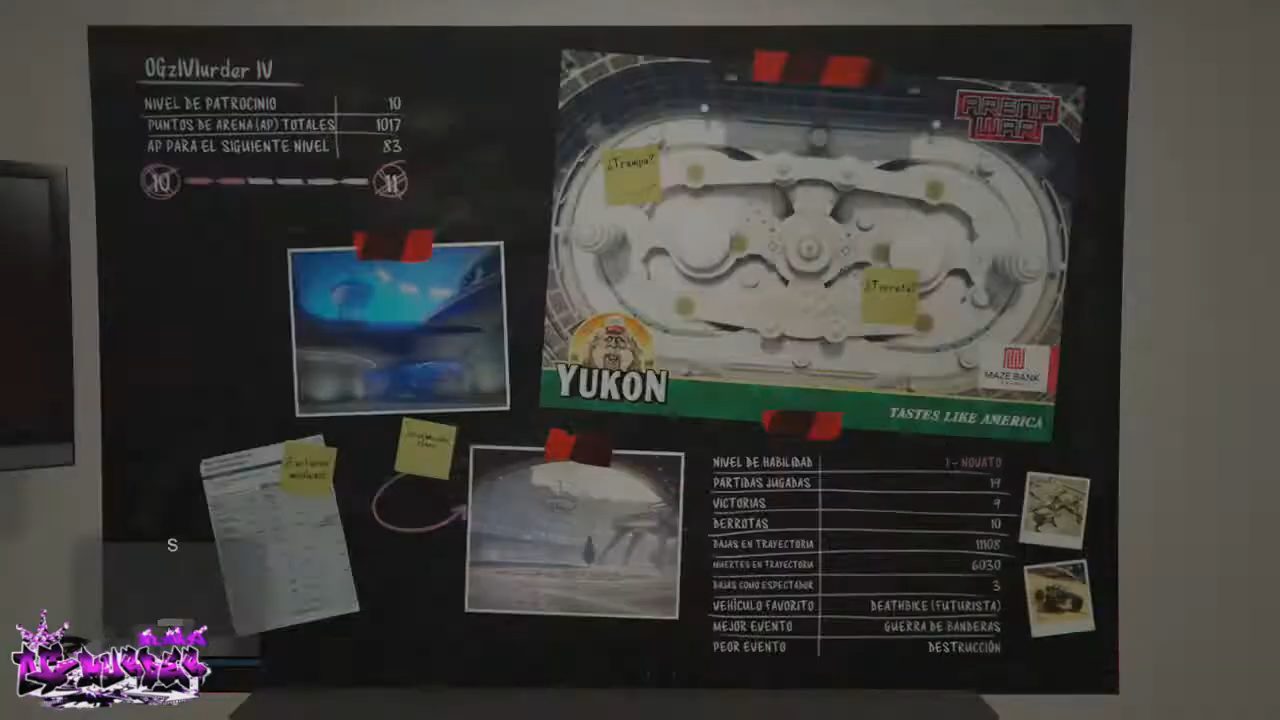 OGzIVIurder IV
NIVEL DE PATROCINIO 10
PUNTOS DE ARENA (AP) TOTALES 1017
AP PARA EL SIGUIENTE NIVEL 83
10 11
ARENA WAR
¿Trampa?
¿Torreta?
YUKON
MAZE BANK
TASTES LIKE AMERICA
NIVEL DE HABILIDAD 1 - NOVATO
PARTIDAS JUGADAS 19
VICTORIAS 9
DERROTAS 10
BAJAS EN TRAYECTORIA 11108
MUERTES EN TRAYECTORIA 6030
BAJAS COMO ESPECTADOR 3
VEHÍCULO FAVORITO DEATHBIKE (FUTURISTA)
MEJOR EVENTO GUERRA DE BANDERAS
PEOR EVENTO DESTRUCCIÓN
S